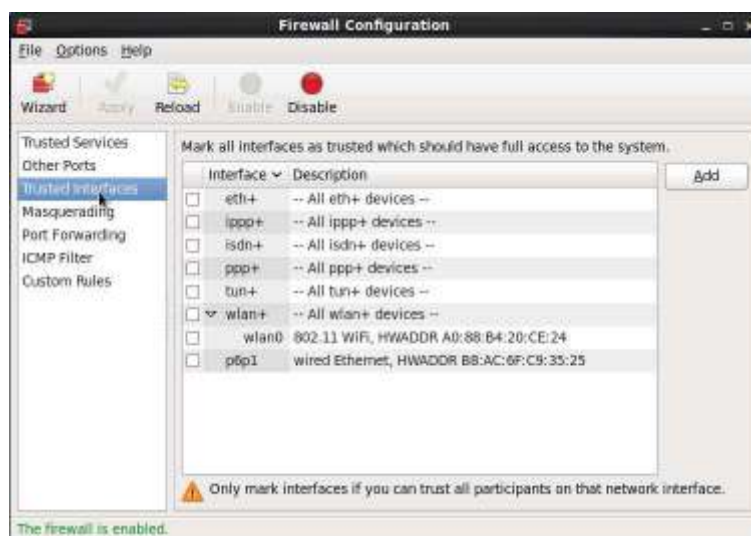 Firewall Configuration
File Options Help
Wizard Apply Reload Enable Disable
Trusted Services
Other Ports
Trusted Interfaces
Masquerading
Port Forwarding
ICMP Filter
Custom Rules
Mark all interfaces as trusted which should have full access to the system.
Interface Description
eth+ -- All eth+ devices --
ippp+ -- All ippp+ devices --
isdn+ -- All isdn+ devices --
ppp+ -- All ppp+ devices --
tun+ -- All tun+ devices --
wlan+ -- All wlan+ devices --
wlan0 802.11 WiFi, HWADDR A0:88:B4:20:CE:24
p6p1 wired Ethernet, HWADDR B8:AC:6F:C9:35:25
Add
Only mark interfaces if you can trust all participants on that network interface.
The firewall is enabled.